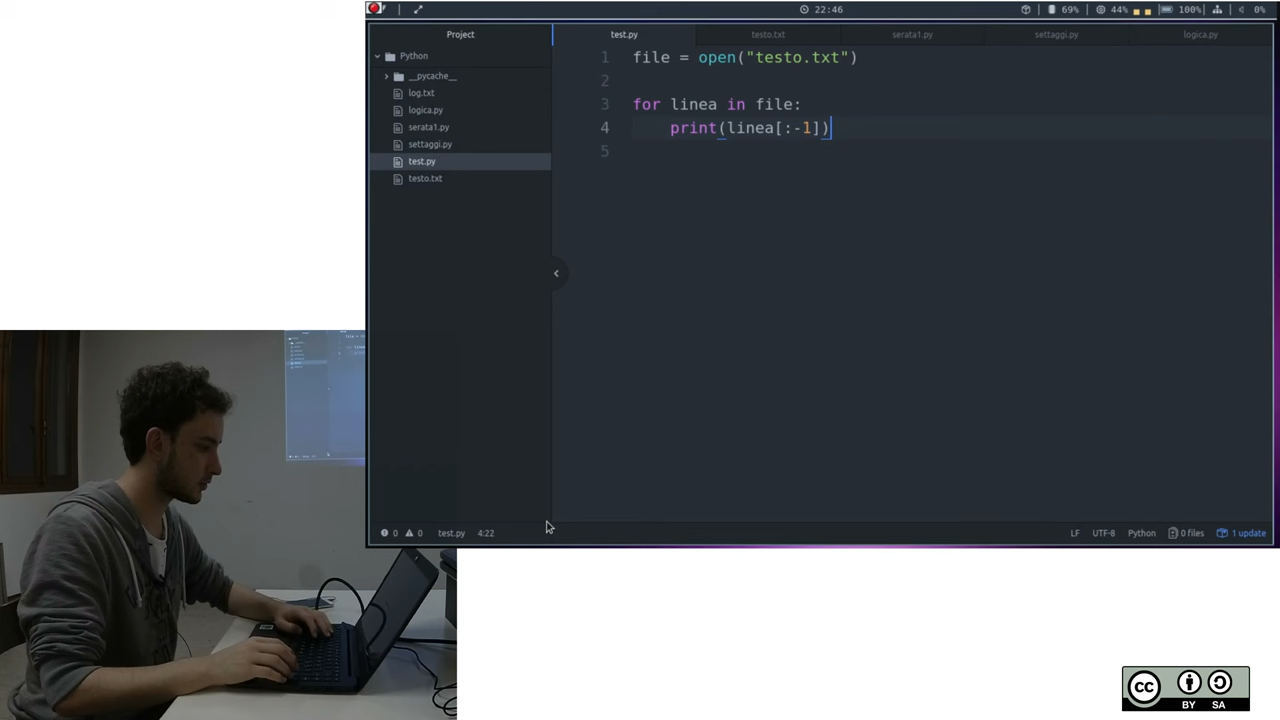 22:46 69% 44% 100% 0%
Project
test.py testo.txt serata1.py settaggi.py logica.py
Python
__pycache__
log.txt
logica.py
serata1.py
settaggi.py
test.py
testo.txt
1 file = open("testo.txt")
2
3 for linea in file:
4 print(linea[:-1])
5
0 0 test.py 4:22 LF UTF-8 Python 0 files 1 update
cc BY SA